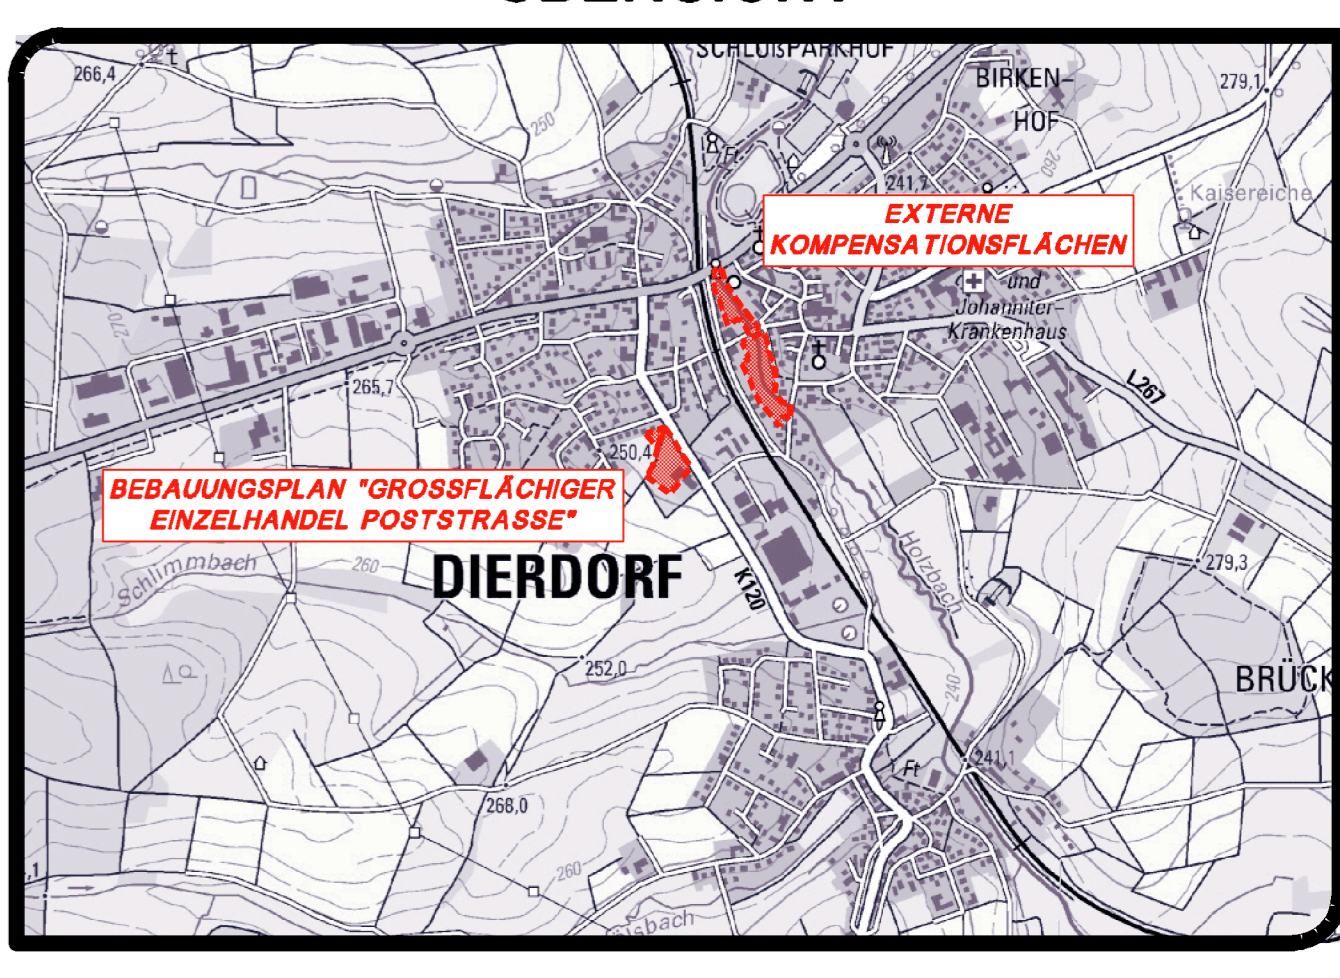 SCHLOßPARKHOF
266,4
BIRKEN-
HOF
279,1
250
Ft
260
241,7
Kaisereiche
EXTERNE
KOMPENSATIONSFLÄCHEN
und
Johanniter-
Krankenhaus
270
265,7
L267
250,4
BEBAUUNGSPLAN "GROSSFLÄCHIGER
EINZELHANDEL POSTSTRASSE"
Schlimmbach
260
DIERDORF
K120
Holzbach
279,3
252,0
240
BRÜCK
241,1
Ft
268,0
260